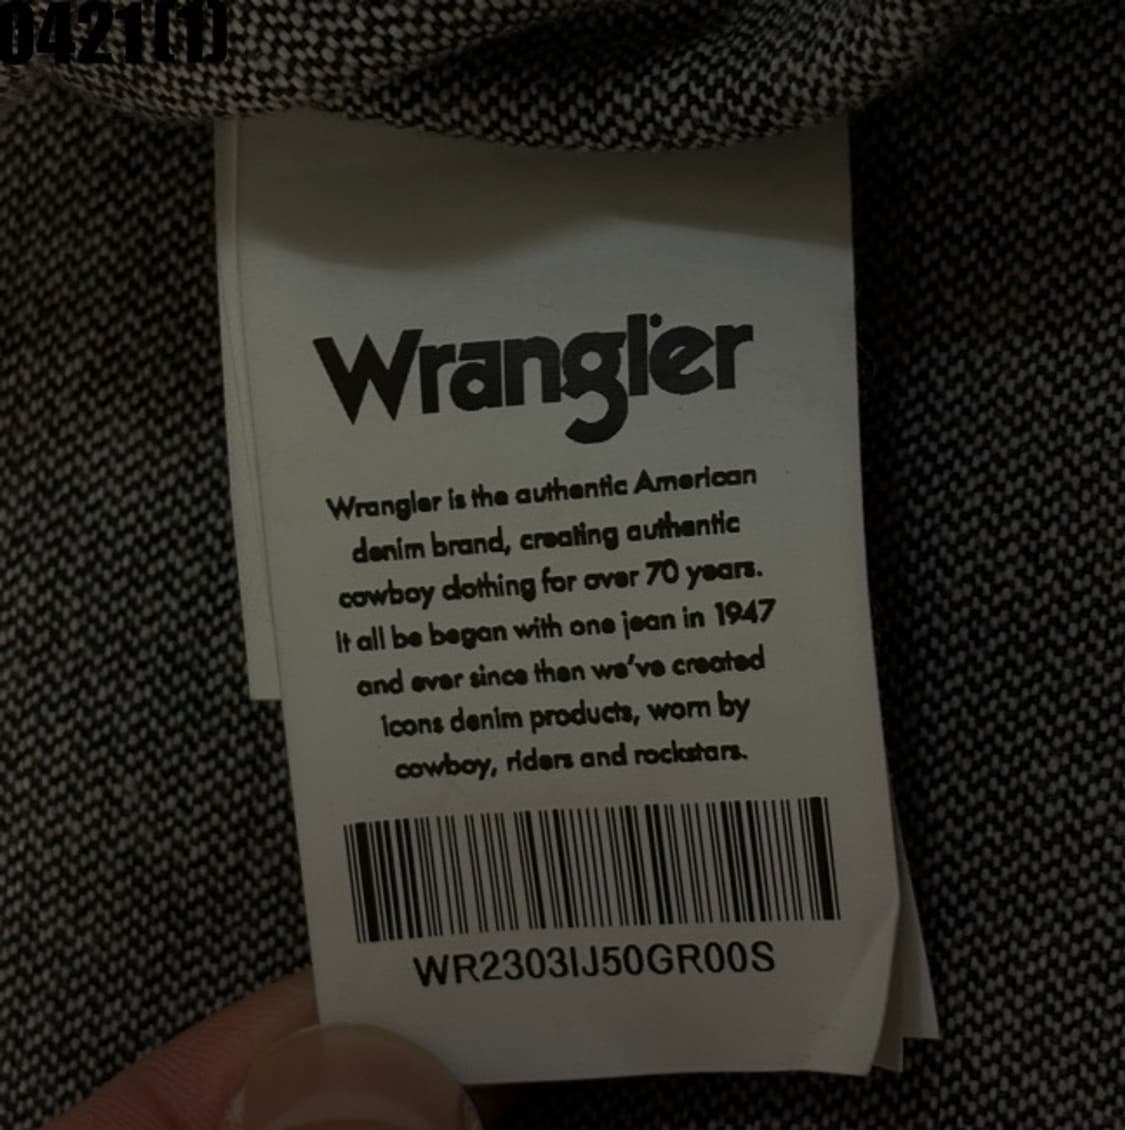 0421(1)
Wrangler
Wrangler is the authentic American
denim brand, creating authentic
cowboy clothing for over 70 years.
It all be began with one jean in 1947
and ever since then we've created
icons denim products, worn by
cowboy, riders and rockstars.
WR2303IJ50GR00S